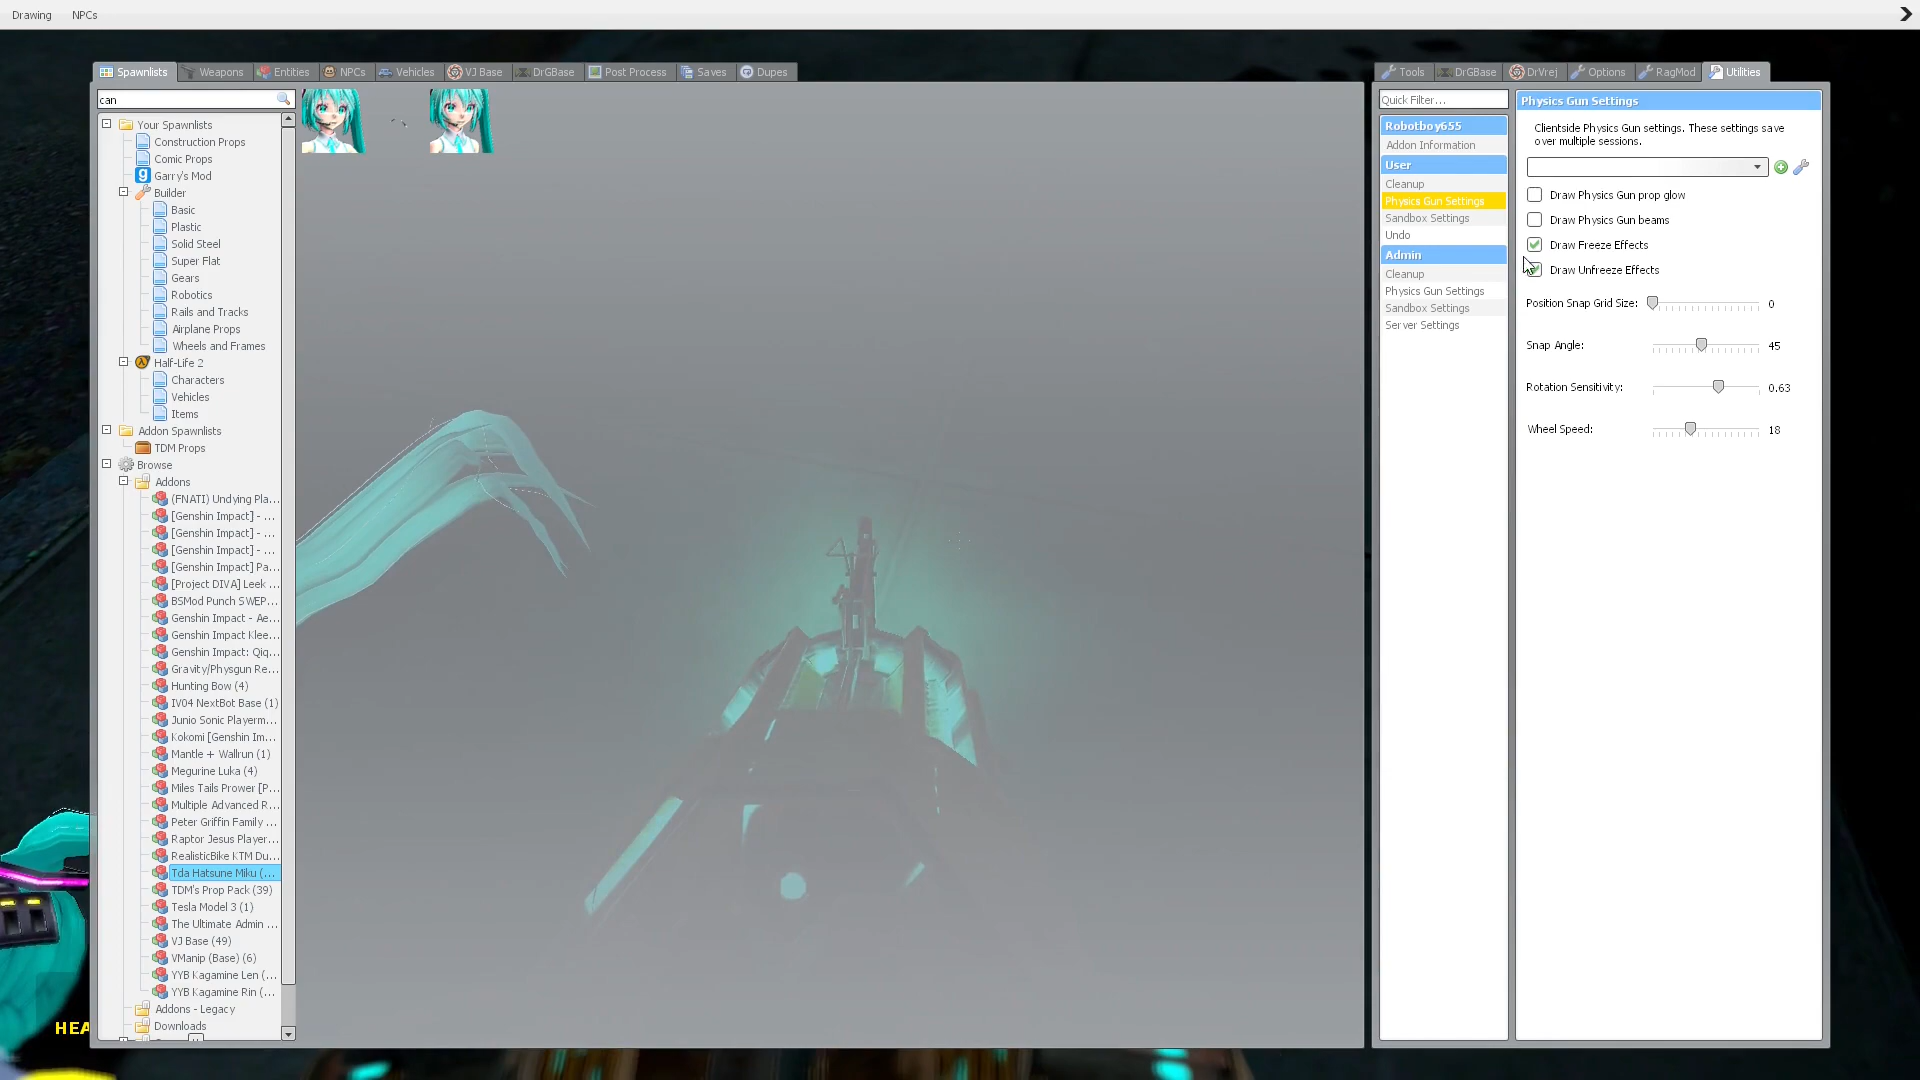 Drawing NPCs
Spawnlists Weapons Entities NPCs Vehicles VJ Base DrGBase Post Process Saves Dupes
Tools DrGBase DrVrej Options RagMod Utilities
can
Your Spawnlists
Construction Props
Comic Props
Garry's Mod
Builder
Basic
Plastic
Solid Steel
Super Flat
Gears
Robotics
Rails and Tracks
Airplane Props
Wheels and Frames
Half-Life 2
Characters
Vehicles
Items
Addon Spawnlists
TDM Props
Browse
Addons
(FNATI) Undying Pla...
[Genshin Impact] - ...
[Genshin Impact] - ...
[Genshin Impact] - ...
[Genshin Impact] Pa...
[Project DIVA] Leek ...
BSMod Punch SWEP...
Genshin Impact - Ae...
Genshin Impact Klee...
Genshin Impact: Qiq...
Gravity/Physgun Re...
Hunting Bow (4)
IV04 NextBot Base (1)
Junio Sonic Playerm...
Kokomi [Genshin Im...
Mantle + Wallrun (1)
Megurine Luka (4)
Miles Tails Prower [P...
Multiple Advanced R...
Peter Griffin Family ...
Raptor Jesus Player...
RealisticBike KTM Du...
Tda Hatsune Miku (...
TDM's Prop Pack (39)
Tesla Model 3 (1)
The Ultimate Admin ...
VJ Base (49)
VManip (Base) (6)
YYB Kagamine Len (...
YYB Kagamine Rin (...
Addons - Legacy
Downloads
HEA
Quick Filter...
Robotboy655
Addon Information
User
Cleanup
Physics Gun Settings
Sandbox Settings
Undo
Admin
Cleanup
Physics Gun Settings
Sandbox Settings
Server Settings
Physics Gun Settings
Clientside Physics Gun settings. These settings save
over multiple sessions.
Draw Physics Gun prop glow
Draw Physics Gun beams
Draw Freeze Effects
Draw Unfreeze Effects
Position Snap Grid Size: 0
Snap Angle: 45
Rotation Sensitivity: 0.63
Wheel Speed: 18